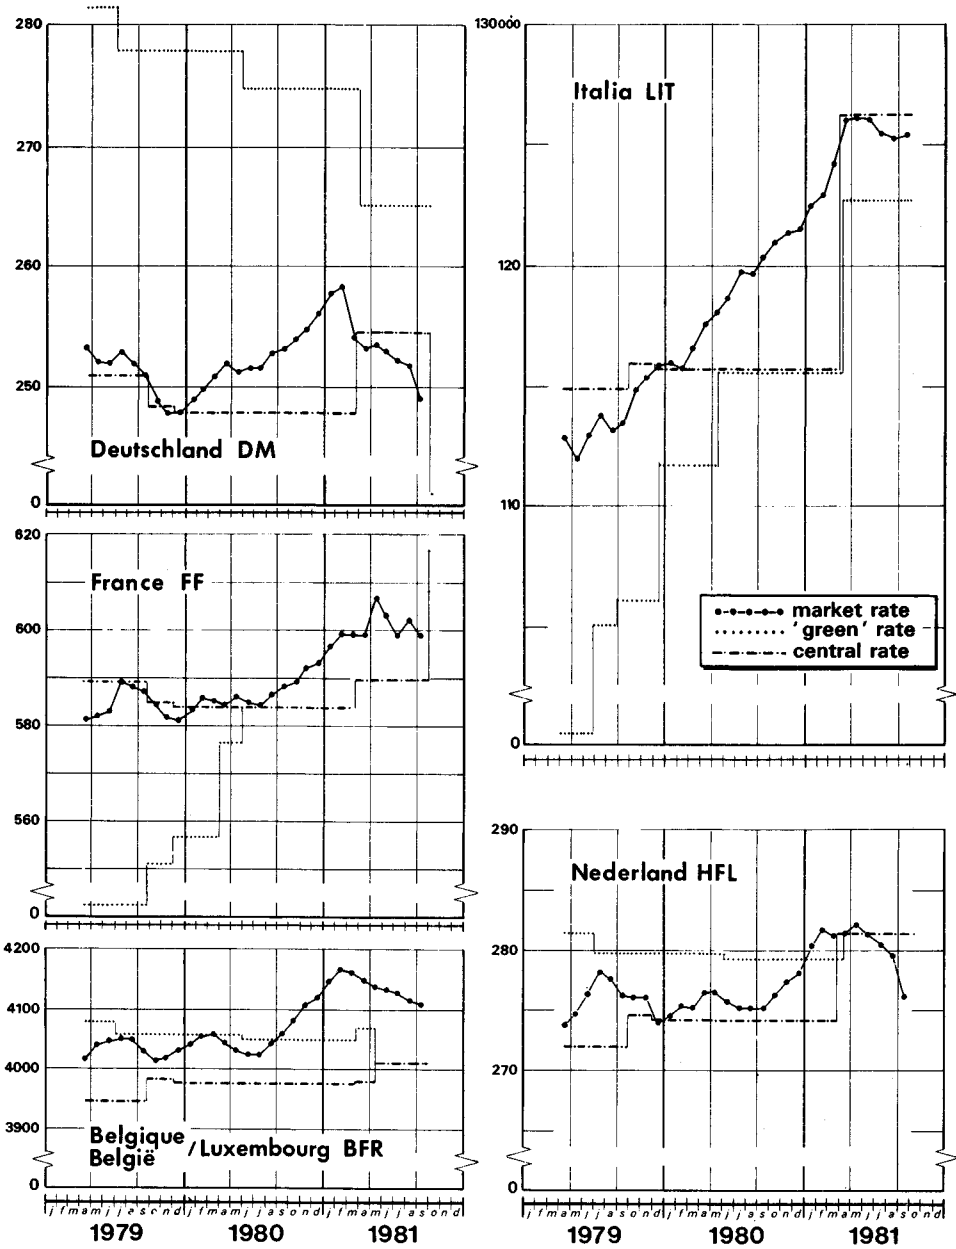 280
270
260
250
0
Deutschland DM
620
600
580
560
0
France FF
4200
4100
4000
3900
0
Belgique
België
/Luxembourg BFR
j f m a m j j a s o n d j f m a m j j a s o n d j f m a m j j a s o n d
1979 1980 1981
130000
120
110
0
Italia LIT
market rate
'green' rate
central rate
290
280
270
0
Nederland HFL
j f m a m j j a s o n d j f m a m j j a s o n d j f m a m j j a s o n d
1979 1980 1981